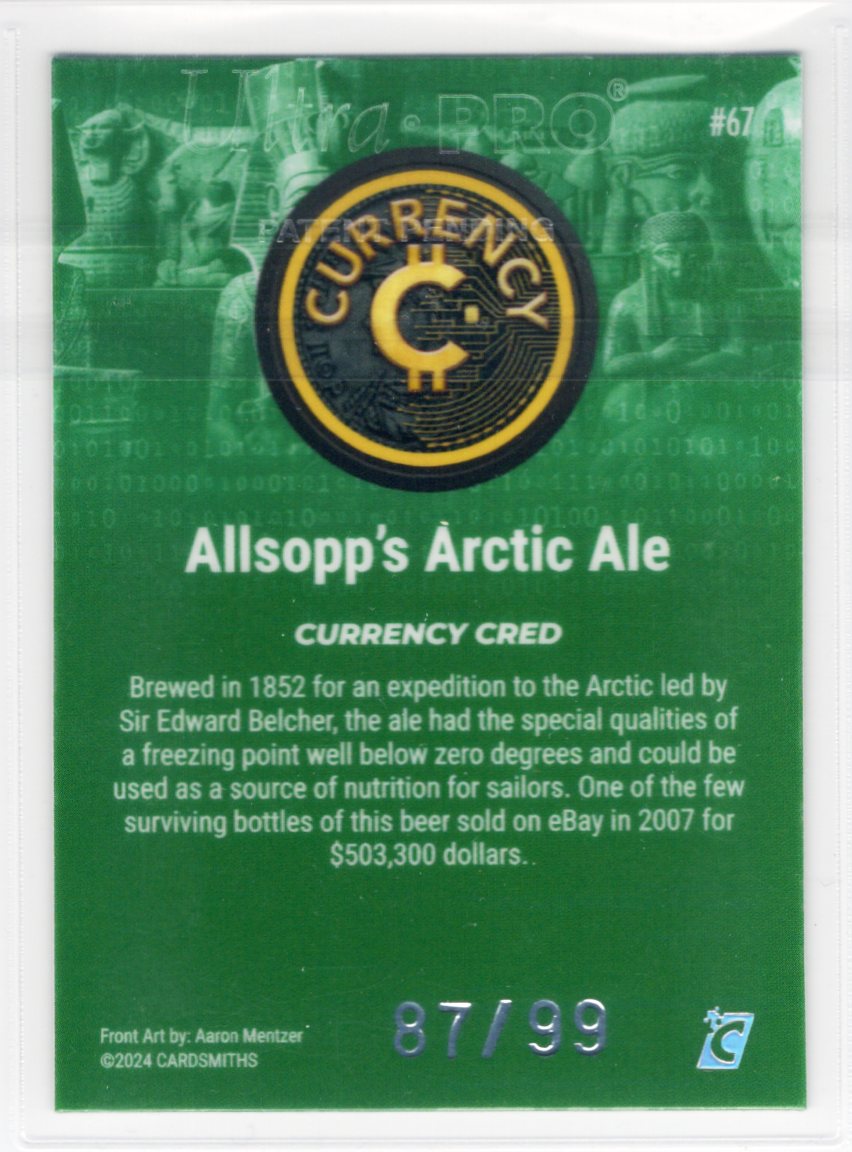 Ultra·PRO®
#67
PATENT PENDING
CURRENCY
Allsopp's Arctic Ale
CURRENCY CRED
Brewed in 1852 for an expedition to the Arctic led by
Sir Edward Belcher, the ale had the special qualities of
a freezing point well below zero degrees and could be
used as a source of nutrition for sailors. One of the few
surviving bottles of this beer sold on eBay in 2007 for
$503,300 dollars..
87/99
Front Art by: Aaron Mentzer
©2024 CARDSMITHS
C